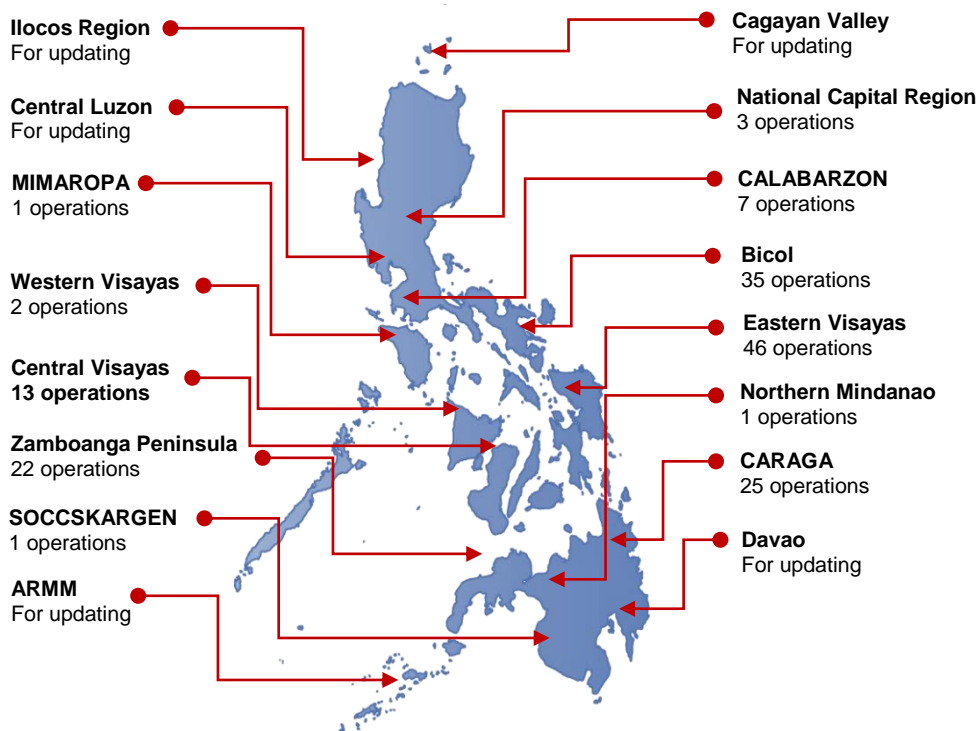 Ilocos Region
For updating
Central Luzon
For updating
MIMAROPA
1 operations
Western Visayas
2 operations
Central Visayas
13 operations
Zamboanga Peninsula
22 operations
SOCCSKARGEN
1 operations
ARMM
For updating
Cagayan Valley
For updating
National Capital Region
3 operations
CALABARZON
7 operations
Bicol
35 operations
Eastern Visayas
46 operations
Northern Mindanao
1 operations
CARAGA
25 operations
Davao
For updating